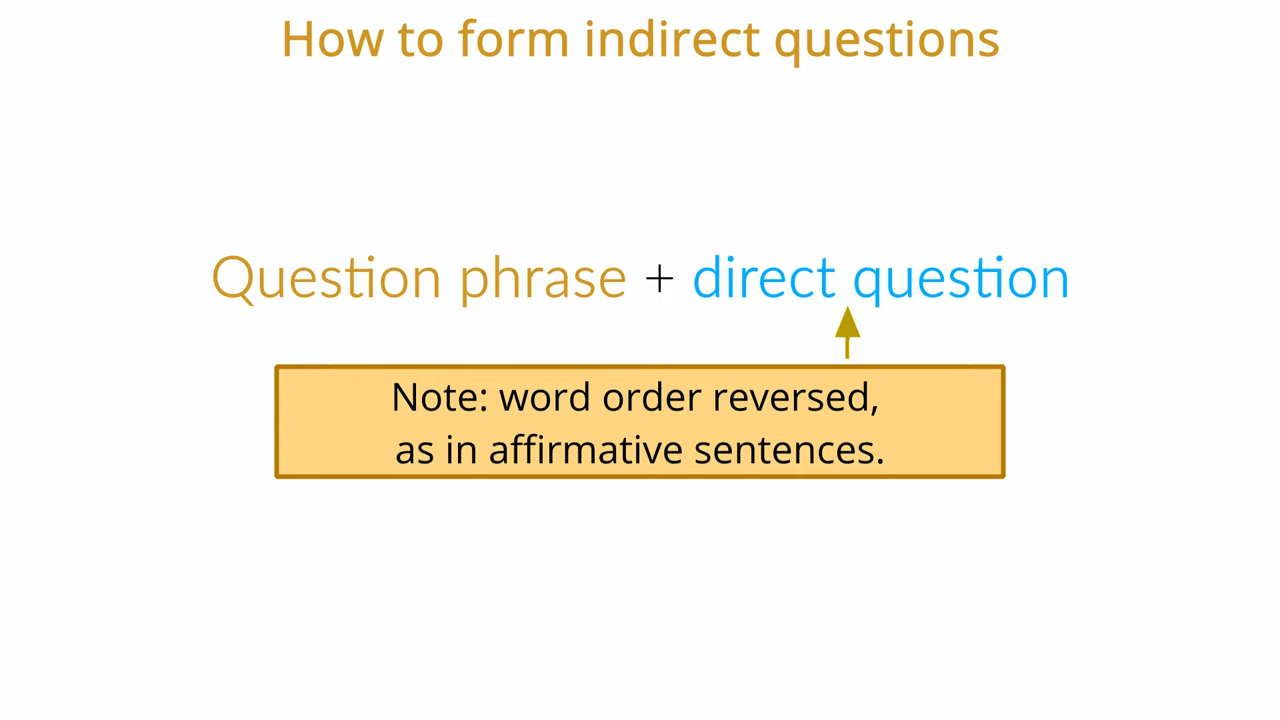 How to form indirect questions
Question phrase + direct question
Note: word order reversed,
as in affirmative sentences.